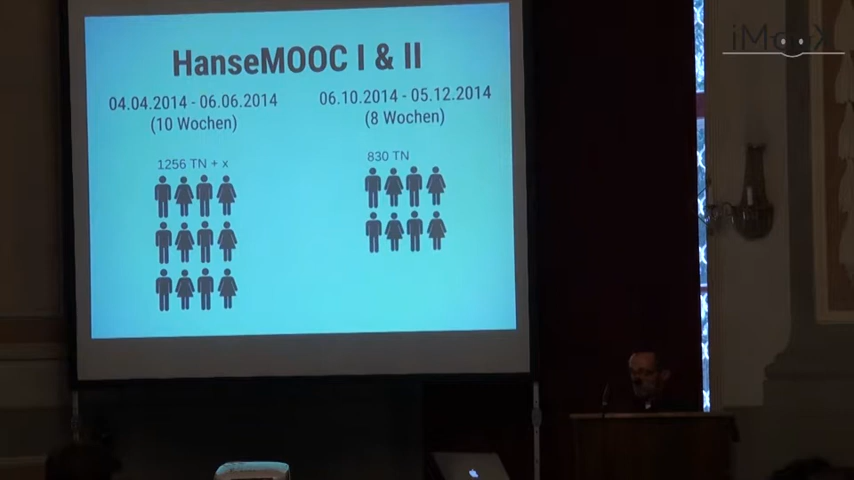 iMooX
HanseMOOC I & II
04.04.2014 - 06.06.2014
(10 Wochen)
1256 TN + x
06.10.2014 - 05.12.2014
(8 Wochen)
830 TN